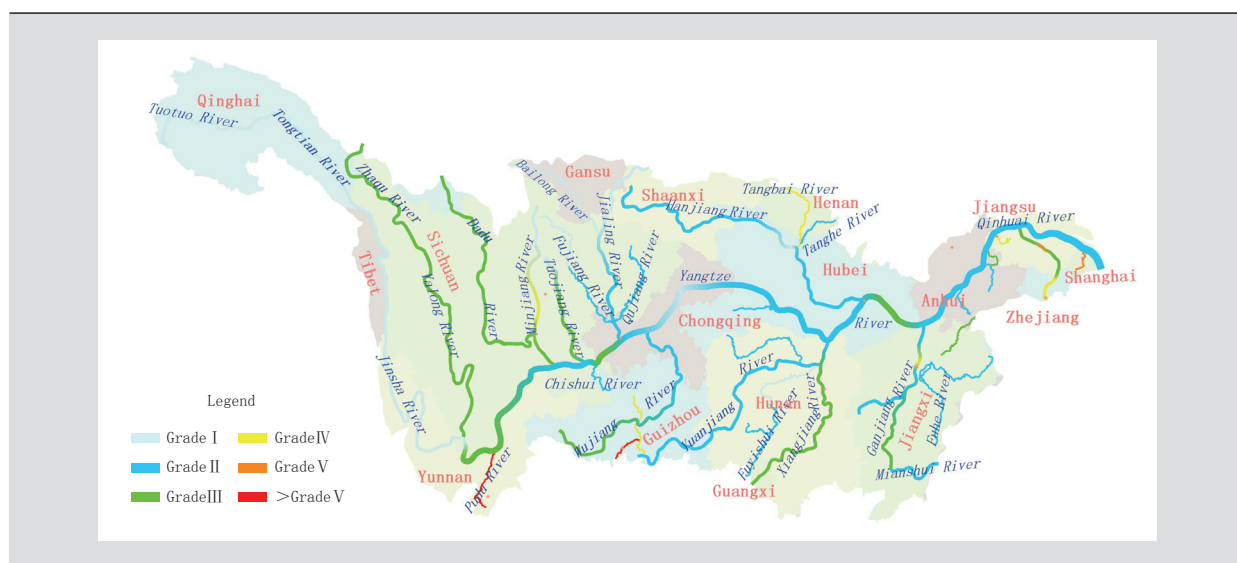 Qinghai
Tuotuo River
Tongtian River
Zhaqu River
Tibet
Sichuan
Dadu
River
Yalong River
Jinsha River
Minjiang River
Tuojiang River
Fujiang River
Bailong River
Gansu
Jialing River
Qujiang River
Shaanxi
Hanjiang River
Tangbai River
Henan
Tanghe River
Hubei
Yangtze
River
Chongqing
Chishui River
Wujiang
River
Guizhou
Yuanjiang
River
Hunan
Fuyishui River
Xiangjiang River
Guangxi
Yunnan
Pudu River
Jiangsu
Qinhuai River
Shanghai
Anhui
Zhejiang
Ganjiang River
Jiangxi
Fuhe River
Mianshui River
Legend
Grade Ⅰ
Grade Ⅱ
GradeⅢ
GradeⅣ
Grade Ⅴ
＞Grade Ⅴ